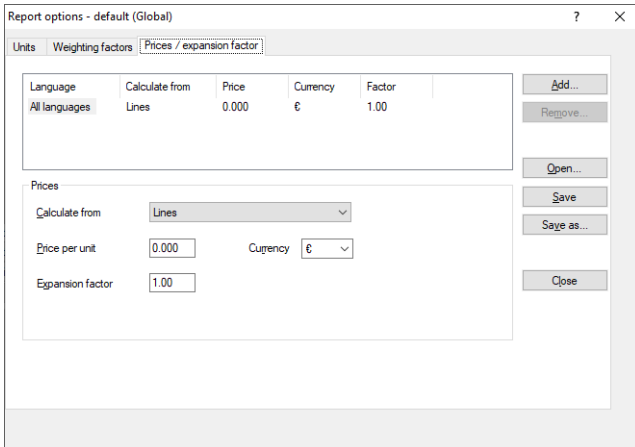 Report options - default (Global) ? ✕
Units Weighting factors Prices / expansion factor
Language Calculate from Price Currency Factor
All languages Lines 0.000 € 1.00
Add...
Remove...
Open...
Save
Save as...
Close
Prices
Calculate from Lines
Price per unit 0.000 Currency €
Expansion factor 1.00